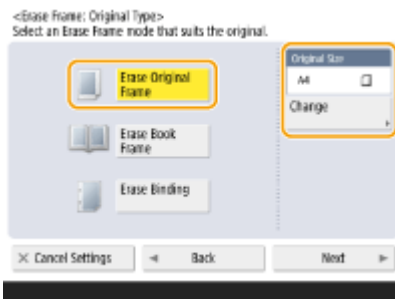 <Erase Frame: Original Type>
Select an Erase Frame mode that suits the original.
Erase Original
Frame
Original Size
A4
Change
Erase Book
Frame
Erase Binding
× Cancel Settings
Back
Next